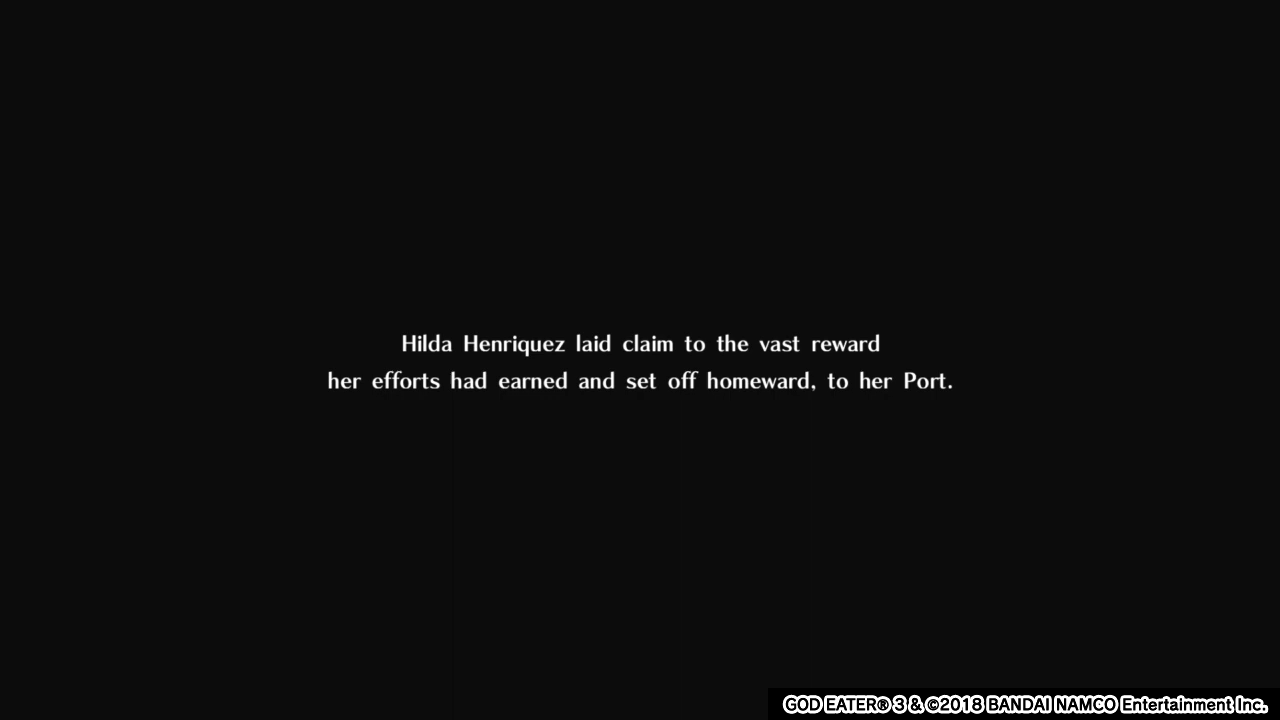 Hilda Henriquez laid claim to the vast reward
her efforts had earned and set off homeward, to her Port.
GOD EATER® 3 & ©2018 BANDAI NAMCO Entertainment Inc.